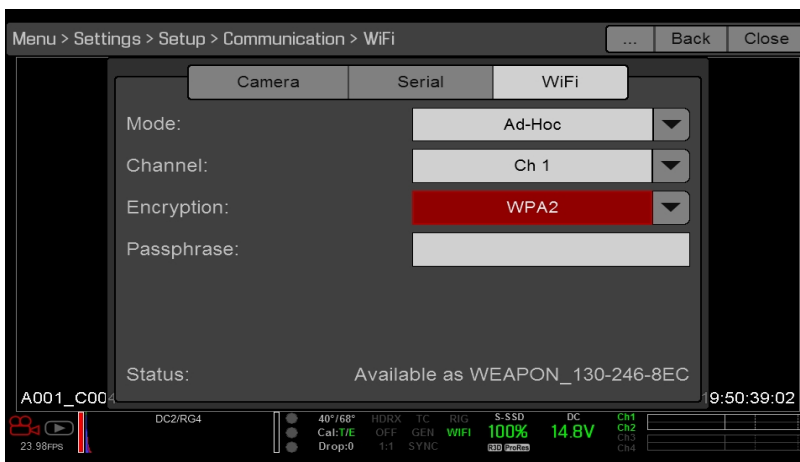 Menu > Settings > Setup > Communication > WiFi ... Back Close
Camera Serial WiFi
Mode: Ad-Hoc
Channel: Ch 1
Encryption: WPA2
Passphrase:
Status: Available as WEAPON_130-246-8EC
A001_C00 9:50:39:02
DC2/RG4 40°/68° HDRX TC RIG S-SSD DC Ch1
Cal:T/E OFF GEN WIFI 100% 14.8V Ch2
Ch3
23.98FPS Drop:0 1:1 SYNC R3D ProRes Ch4